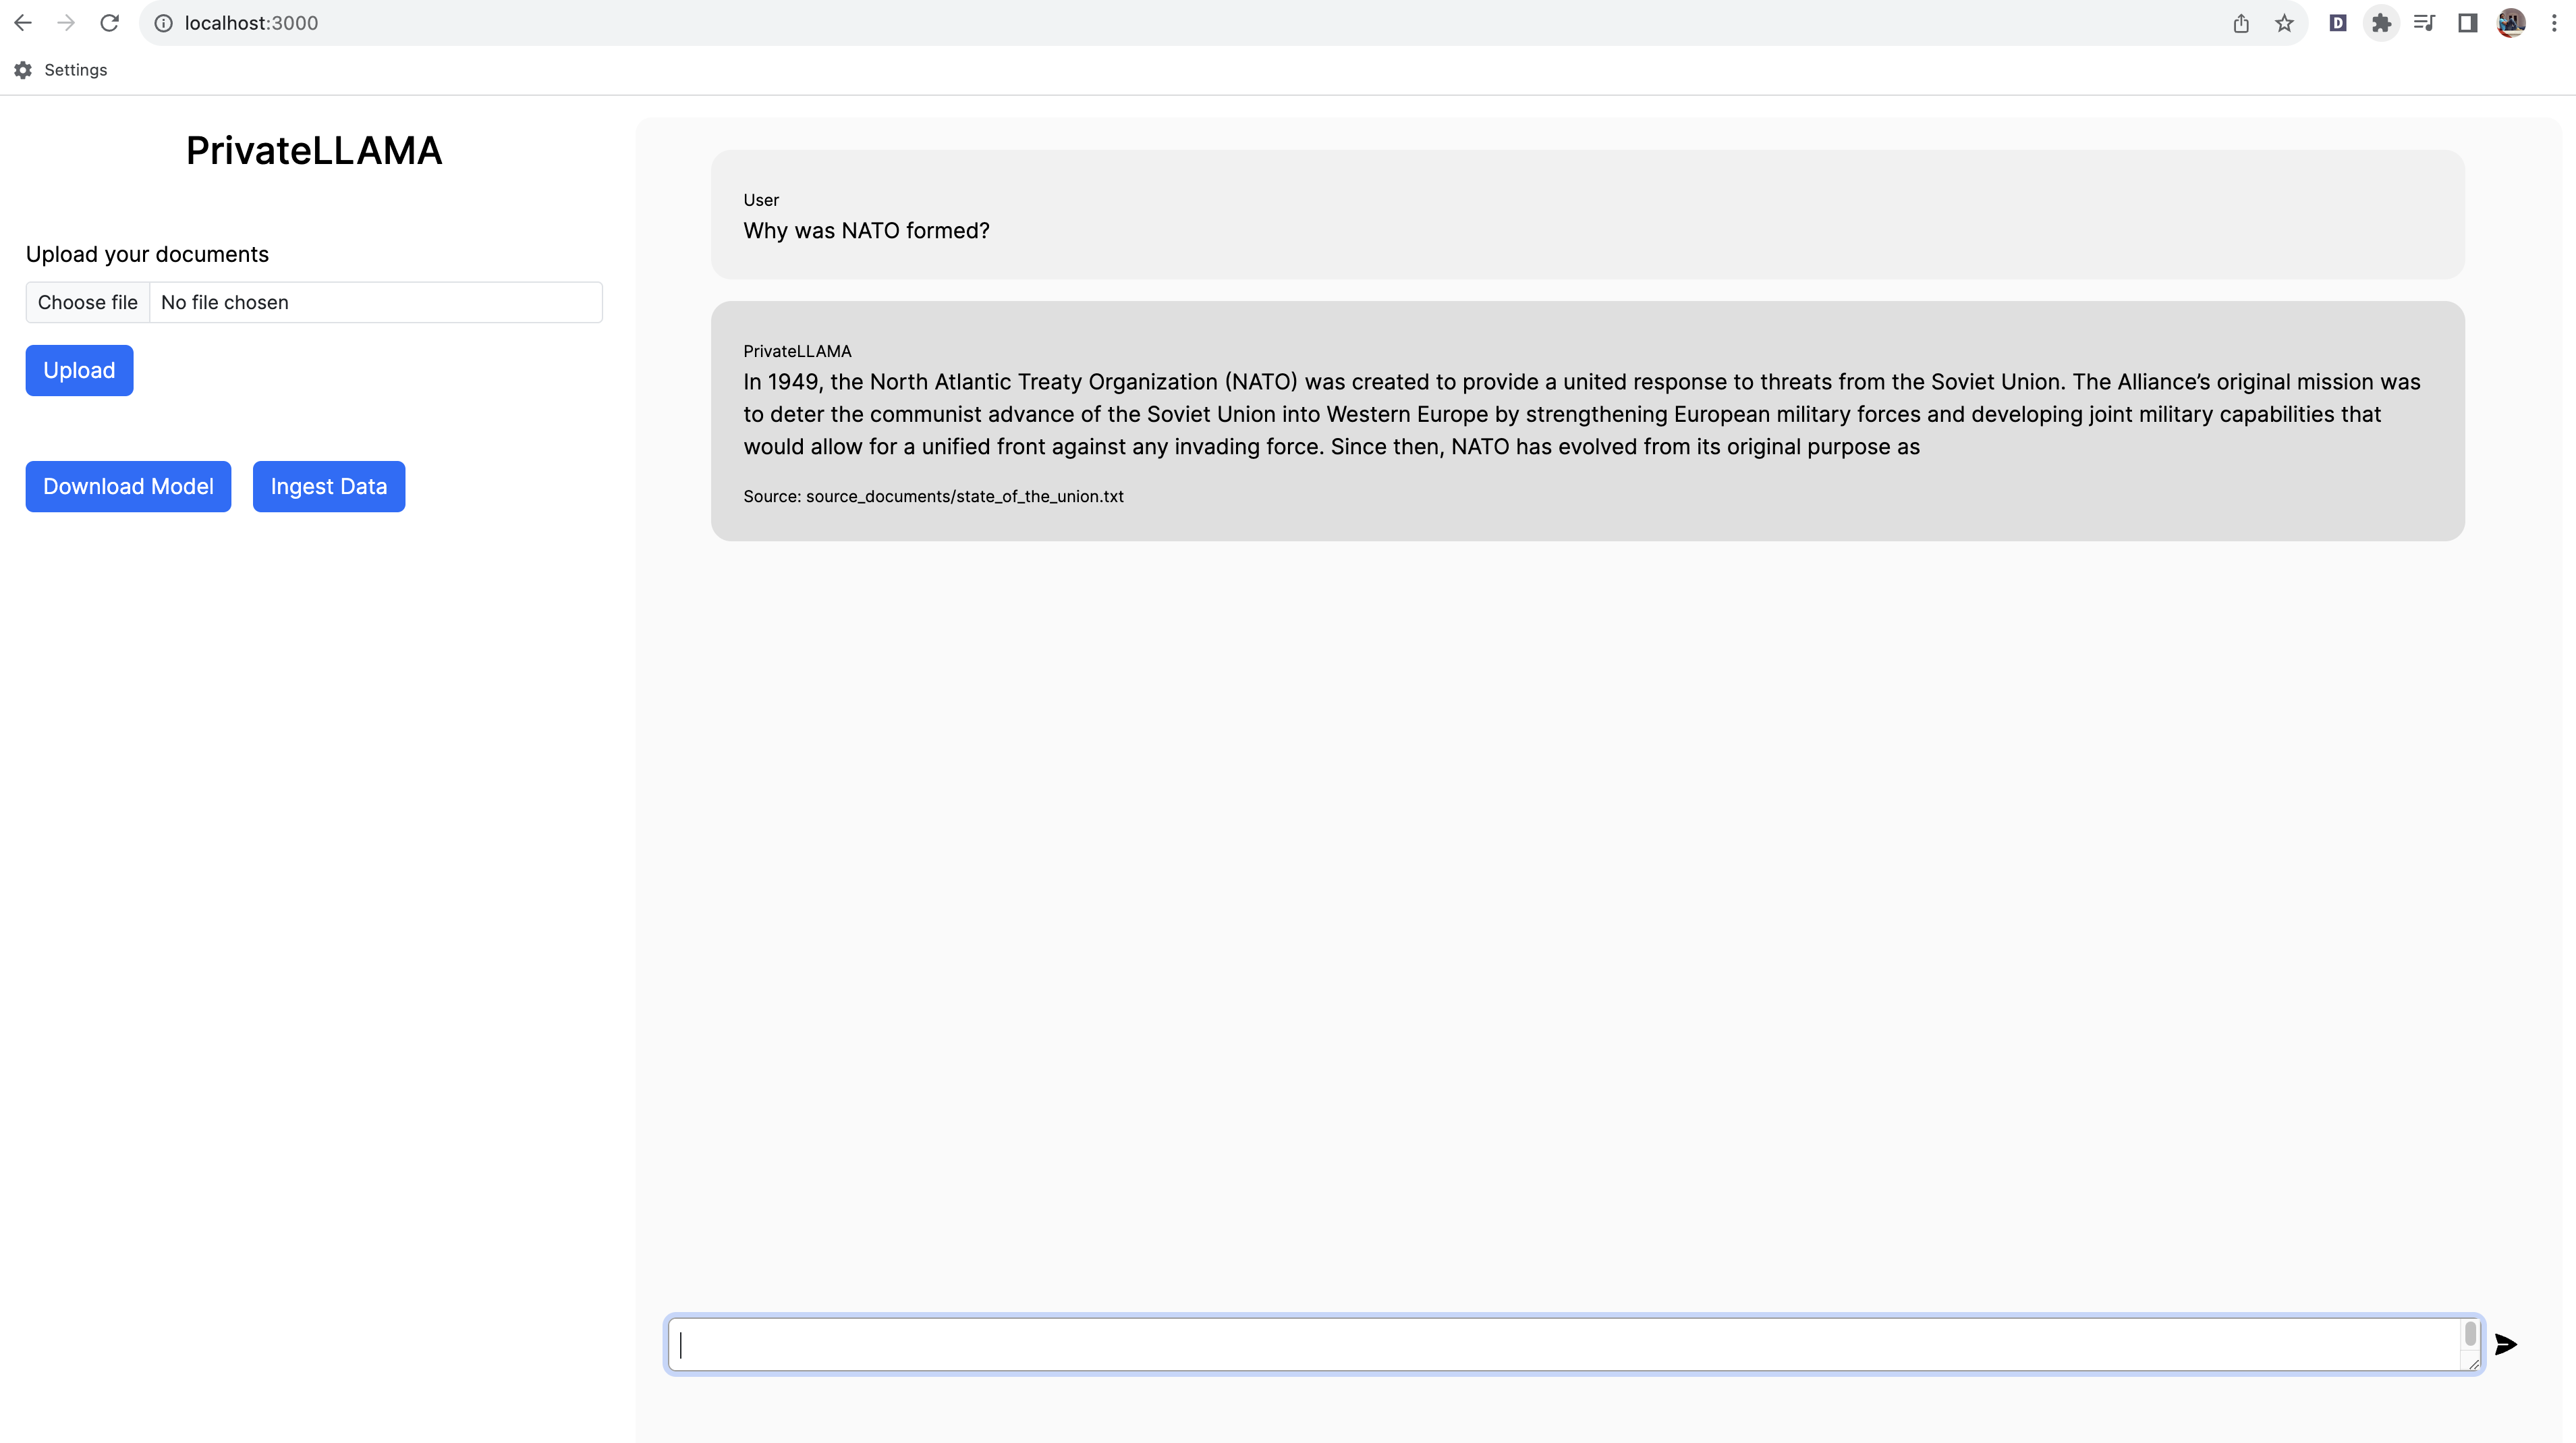 localhost:3000
D
Settings
PrivateLLAMA
Upload your documents
Choose file No file chosen
Upload
Download Model Ingest Data
User
Why was NATO formed?
PrivateLLAMA
In 1949, the North Atlantic Treaty Organization (NATO) was created to provide a united response to threats from the Soviet Union. The Alliance’s original mission was
to deter the communist advance of the Soviet Union into Western Europe by strengthening European military forces and developing joint military capabilities that
would allow for a unified front against any invading force. Since then, NATO has evolved from its original purpose as
Source: source_documents/state_of_the_union.txt